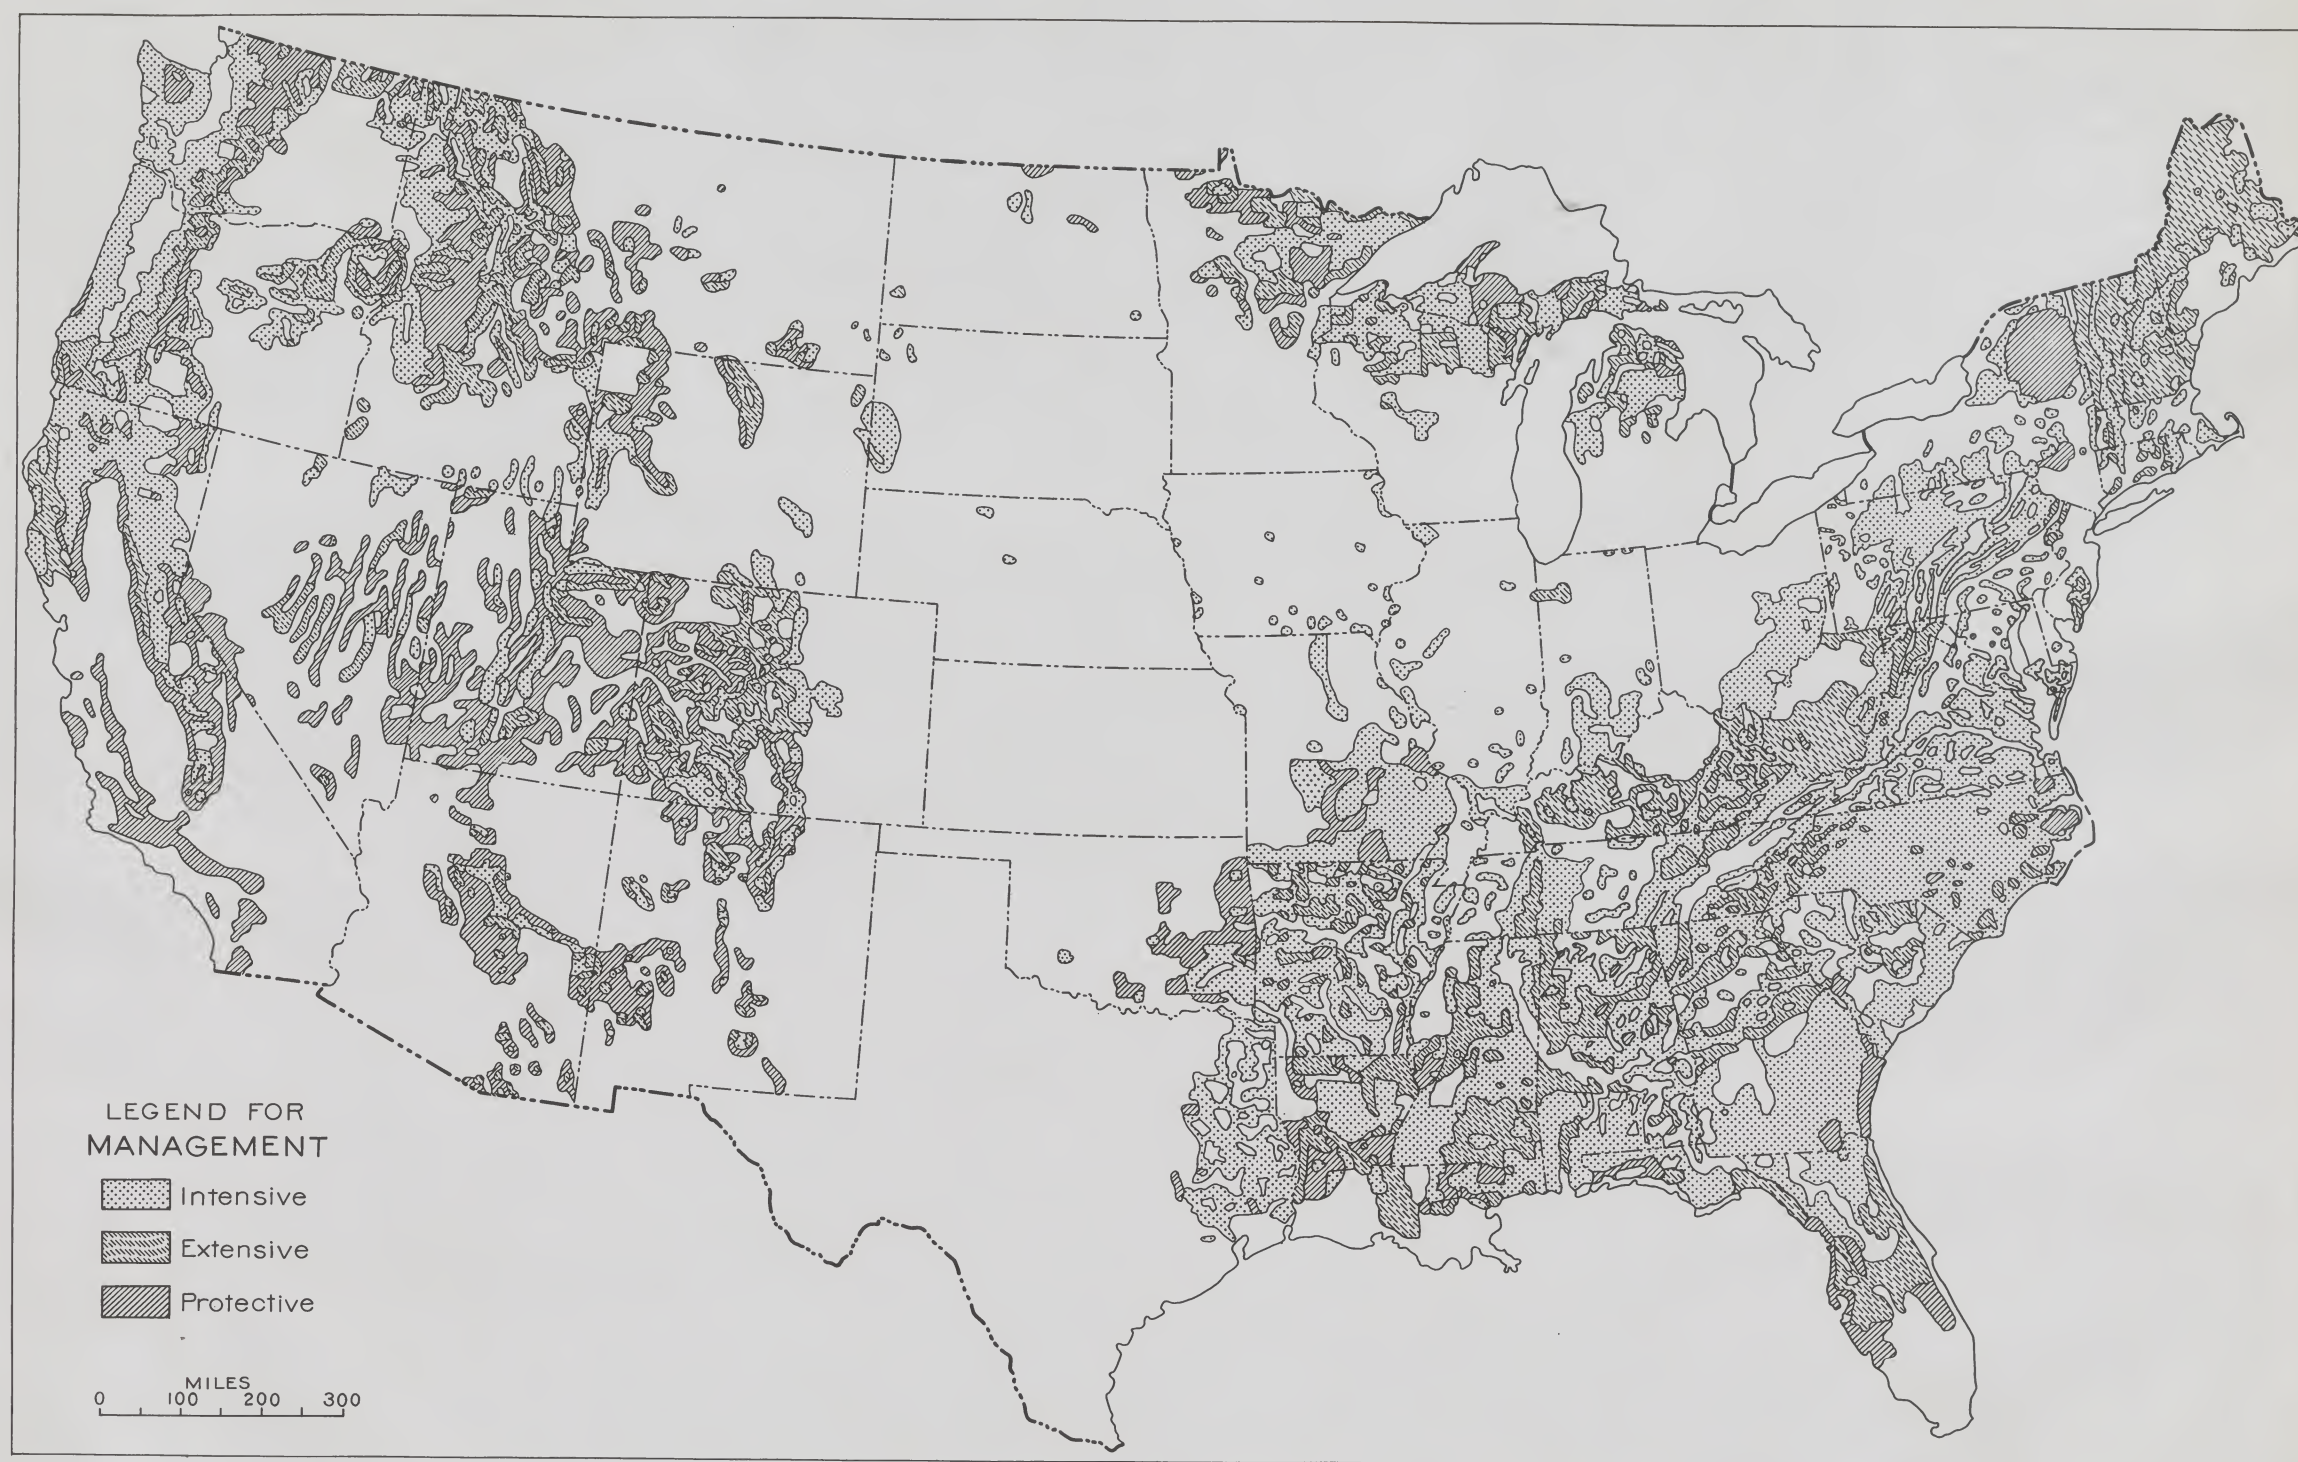 LEGEND FOR
MANAGEMENT
Intensive
Extensive
Protective
MILES
0 100 200 300